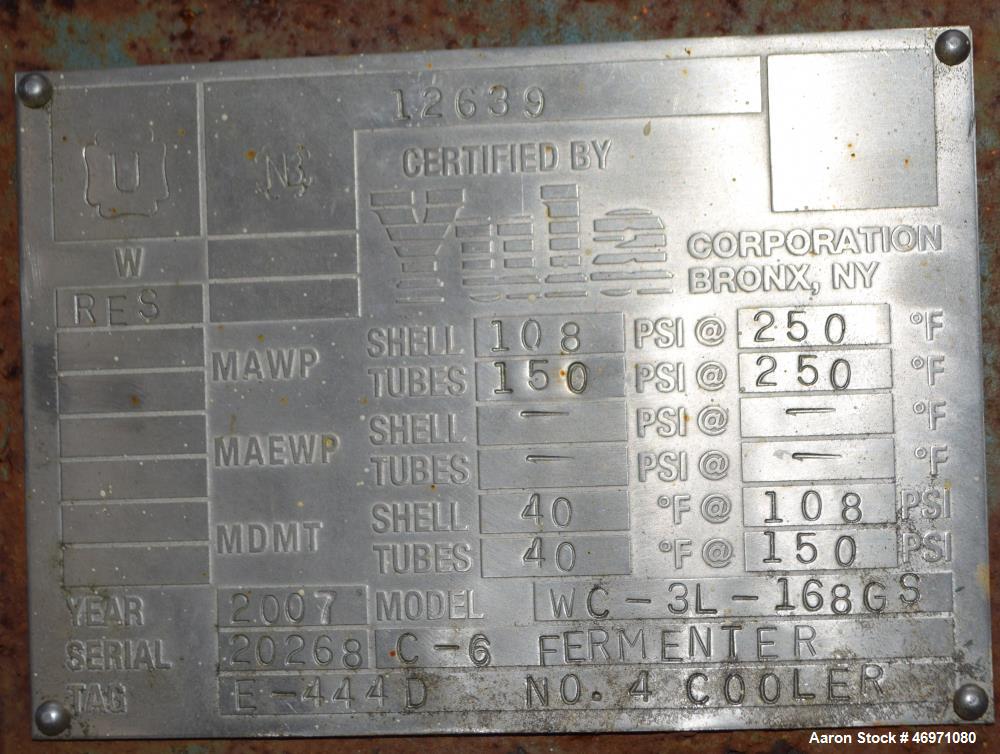 12639
U
NB
CERTIFIED BY
Yula
CORPORATION
BRONX, NY
W
RES
MAWP SHELL 108 PSI @ 250 °F
TUBES 150 PSI @ 250 °F
MAEWP SHELL — PSI @ — °F
TUBES — PSI @ — °F
MDMT SHELL 40 °F @ 108 PSI
TUBES 40 °F @ 150 PSI
YEAR 2007 MODEL WC-3L-168GS
SERIAL 20268 C-6 FERMENTER
TAG E-444D NO. 4 COOLER
Aaron Stock # 46971080